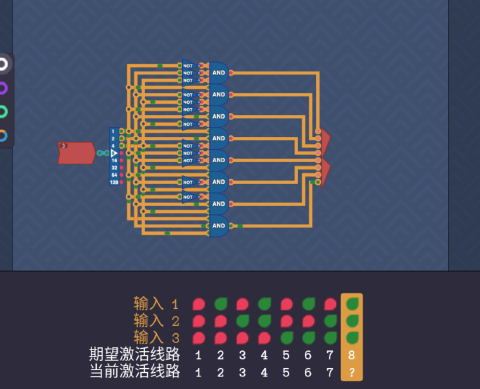 NOT
NOT AND
NOT
NOT AND
NOT
NOT
NOT AND
1
2 AND
4
NOT
8 NOT
16 NOT AND
32
64 NOT AND
128
NOT AND
AND
输入 1
输入 2
输入 3
期望激活线路 1 2 3 4 5 6 7 8
当前激活线路 1 2 3 4 5 6 7 ?